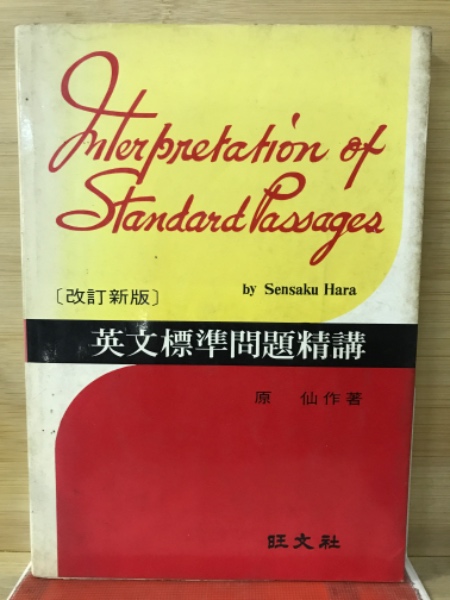 Interpretation of
Standard Passages
by Sensaku Hara
〔改訂新版〕
英文標準問題精講
原 仙作著
旺文社